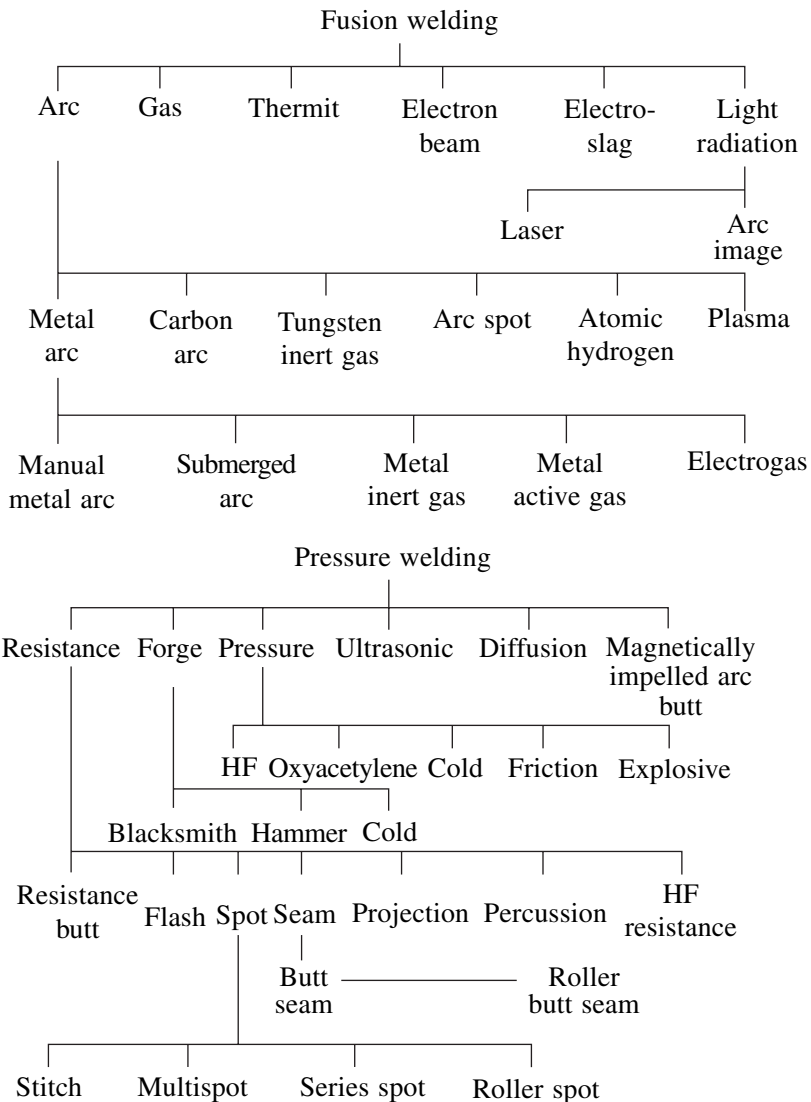 Fusion welding
Arc Gas Thermit Electron Electro- Light
beam slag radiation
Laser Arc
image
Metal Carbon Tungsten Arc spot Atomic Plasma
arc arc inert gas hydrogen
Manual Submerged Metal Metal Electrogas
metal arc arc inert gas active gas
Pressure welding
Resistance Forge Pressure Ultrasonic Diffusion Magnetically
impelled arc
butt
HF Oxyacetylene Cold Friction Explosive
Blacksmith Hammer Cold
Resistance Flash Spot Seam Projection Percussion HF
butt resistance
Butt Roller
seam butt seam
Stitch Multispot Series spot Roller spot